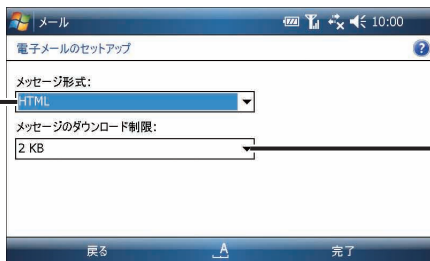 メール 10:00
電子メールのセットアップ
メッセージ形式:
HTML
メッセージのダウンロード制限:
2 KB
戻る A 完了